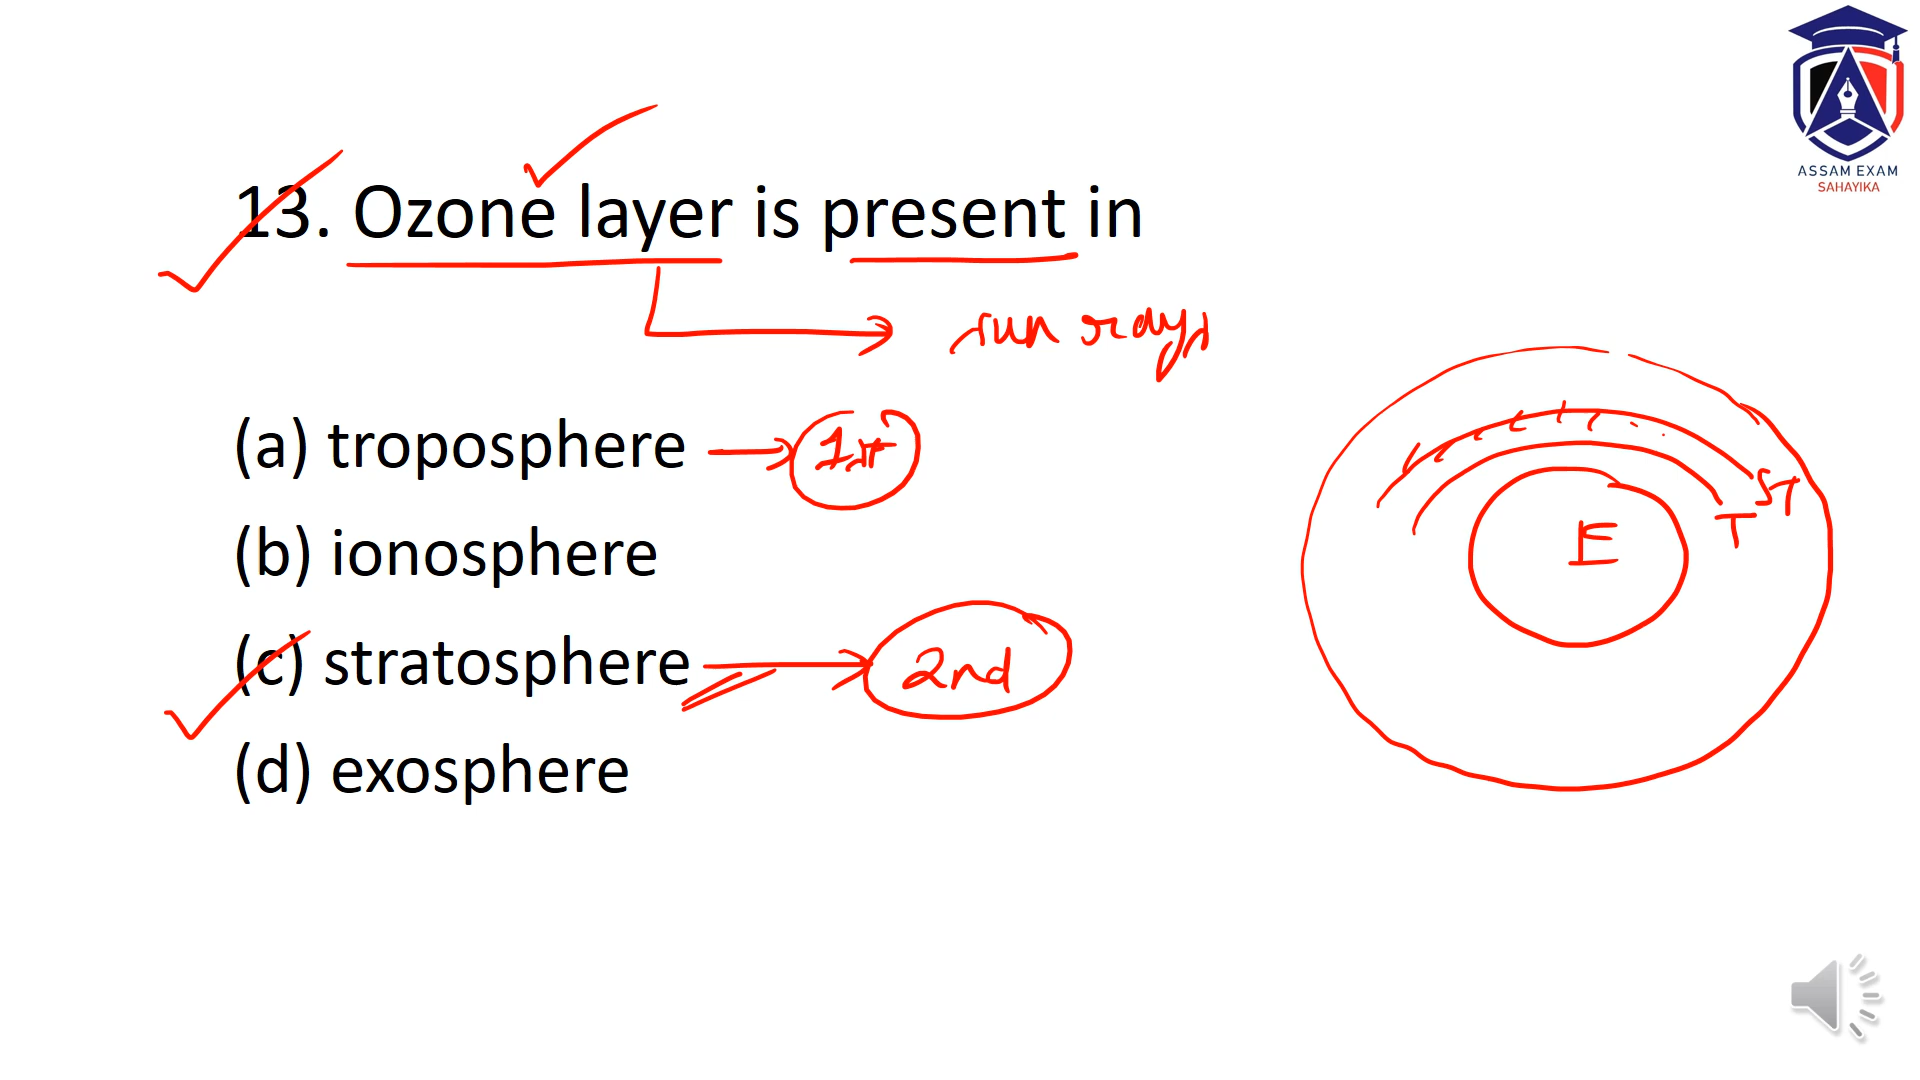 ASSAM EXAM
SAHAYIKA
13. Ozone layer is present in
sun rays
(a) troposphere 1st
(b) ionosphere
(c) stratosphere 2nd
(d) exosphere
ST
T
E